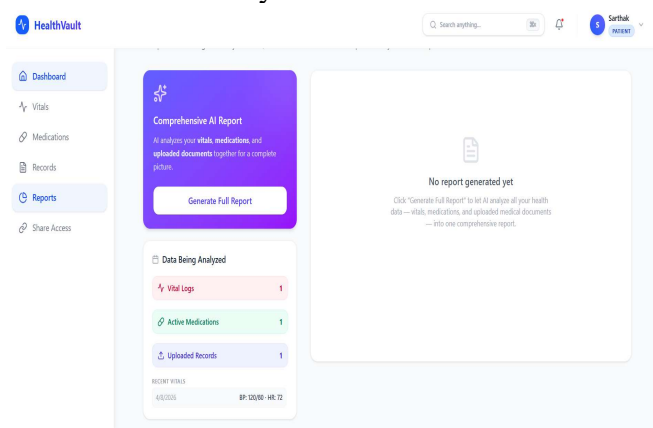 HealthVault
Search anything...
⌘K
S
Sarthak
PATIENT
Dashboard
Vitals
Medications
Records
Reports
Share Access
Comprehensive AI Report
AI analyzes your vitals, medications, and
uploaded documents together for a complete
picture.
Generate Full Report
Data Being Analyzed
Vital Logs 1
Active Medications 1
Uploaded Records 1
RECENT VITALS
4/8/2026 BP: 120/80 · HR: 72
No report generated yet
Click "Generate Full Report" to let AI analyze all your health
data — vitals, medications, and uploaded medical documents
— into one comprehensive report.